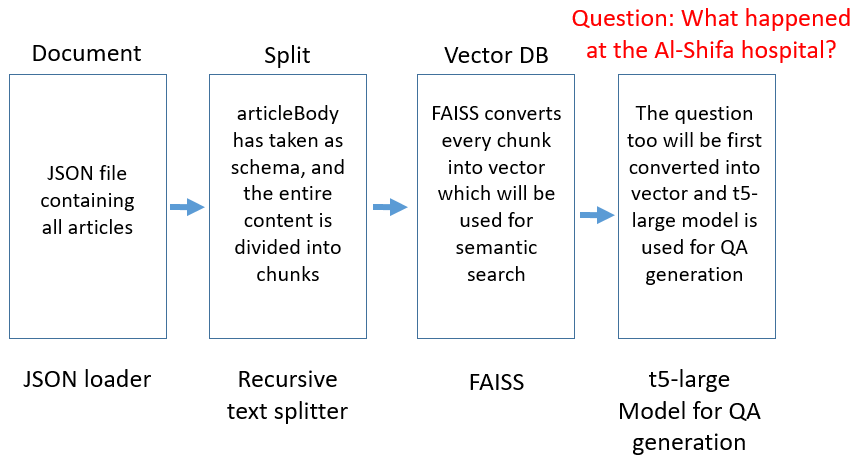 Question: What happened
at the Al-Shifa hospital?
Document
Split
Vector DB
JSON file
containing
all articles
articleBody
has taken as
schema, and
the entire
content is
divided into
chunks
FAISS converts
every chunk
into vector
which will be
used for
semantic
search
The question
too will be first
converted into
vector and t5-
large model is
used for QA
generation
JSON loader
Recursive
text splitter
FAISS
t5-large
Model for QA
generation